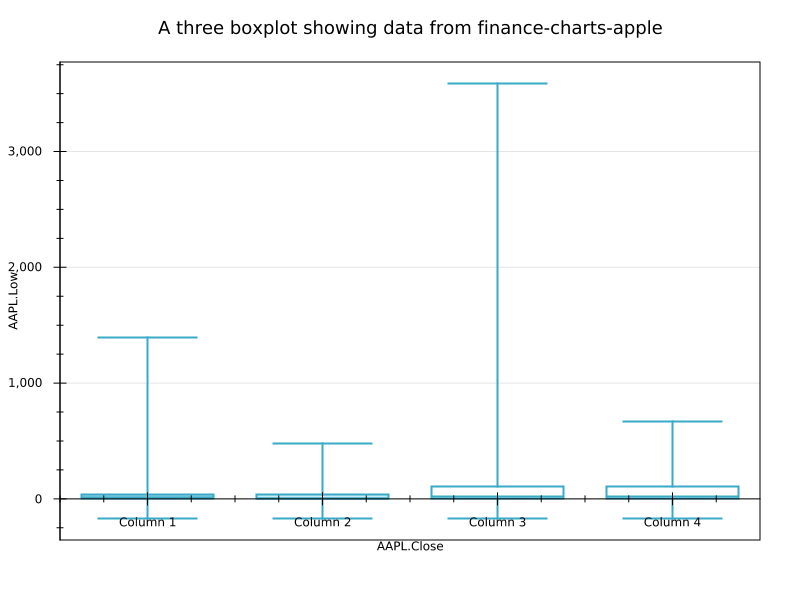 A three boxplot showing data from finance-charts-apple
3,000
2,000
1,000
0
AAPL.Low
Column 1
Column 2
Column 3
Column 4
AAPL.Close